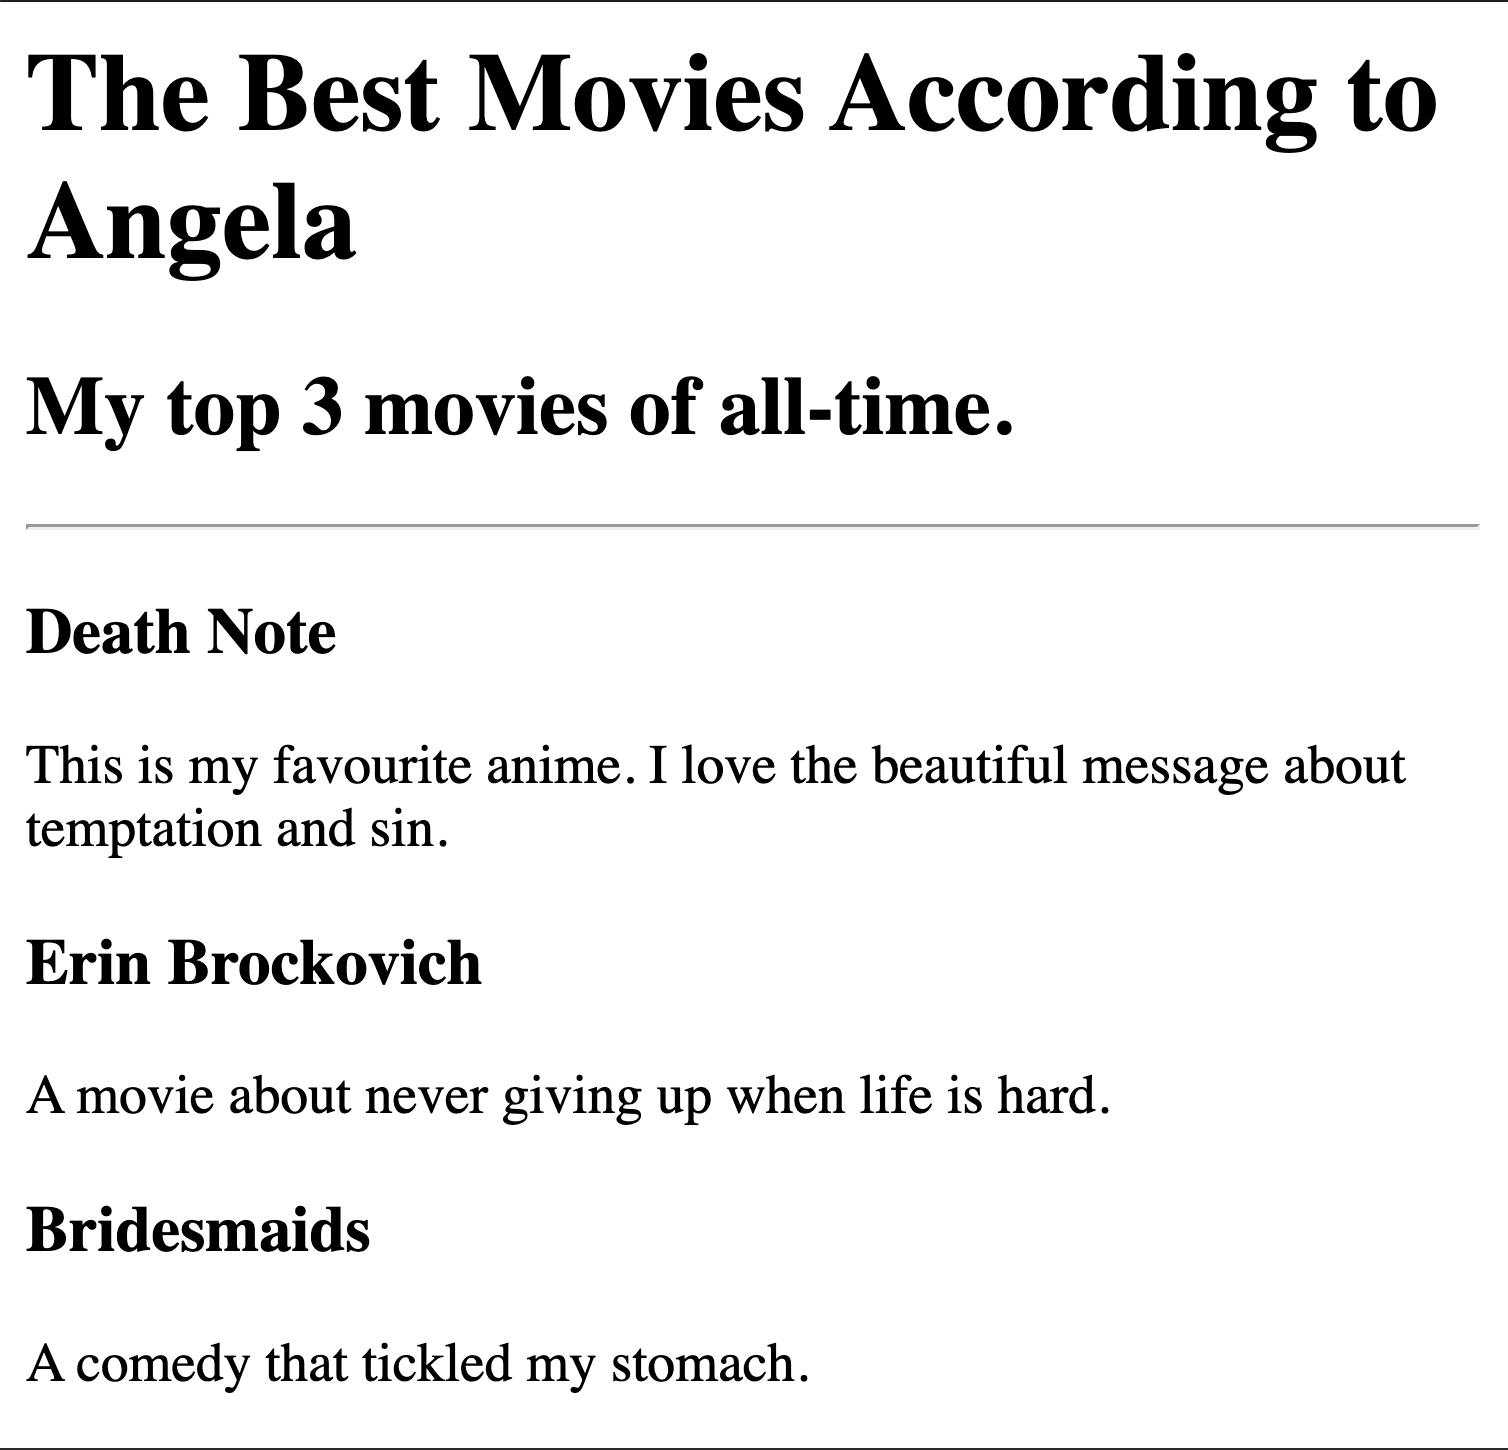 The Best Movies According to
Angela
My top 3 movies of all-time.
Death Note
This is my favourite anime. I love the beautiful message about
temptation and sin.
Erin Brockovich
A movie about never giving up when life is hard.
Bridesmaids
A comedy that tickled my stomach.